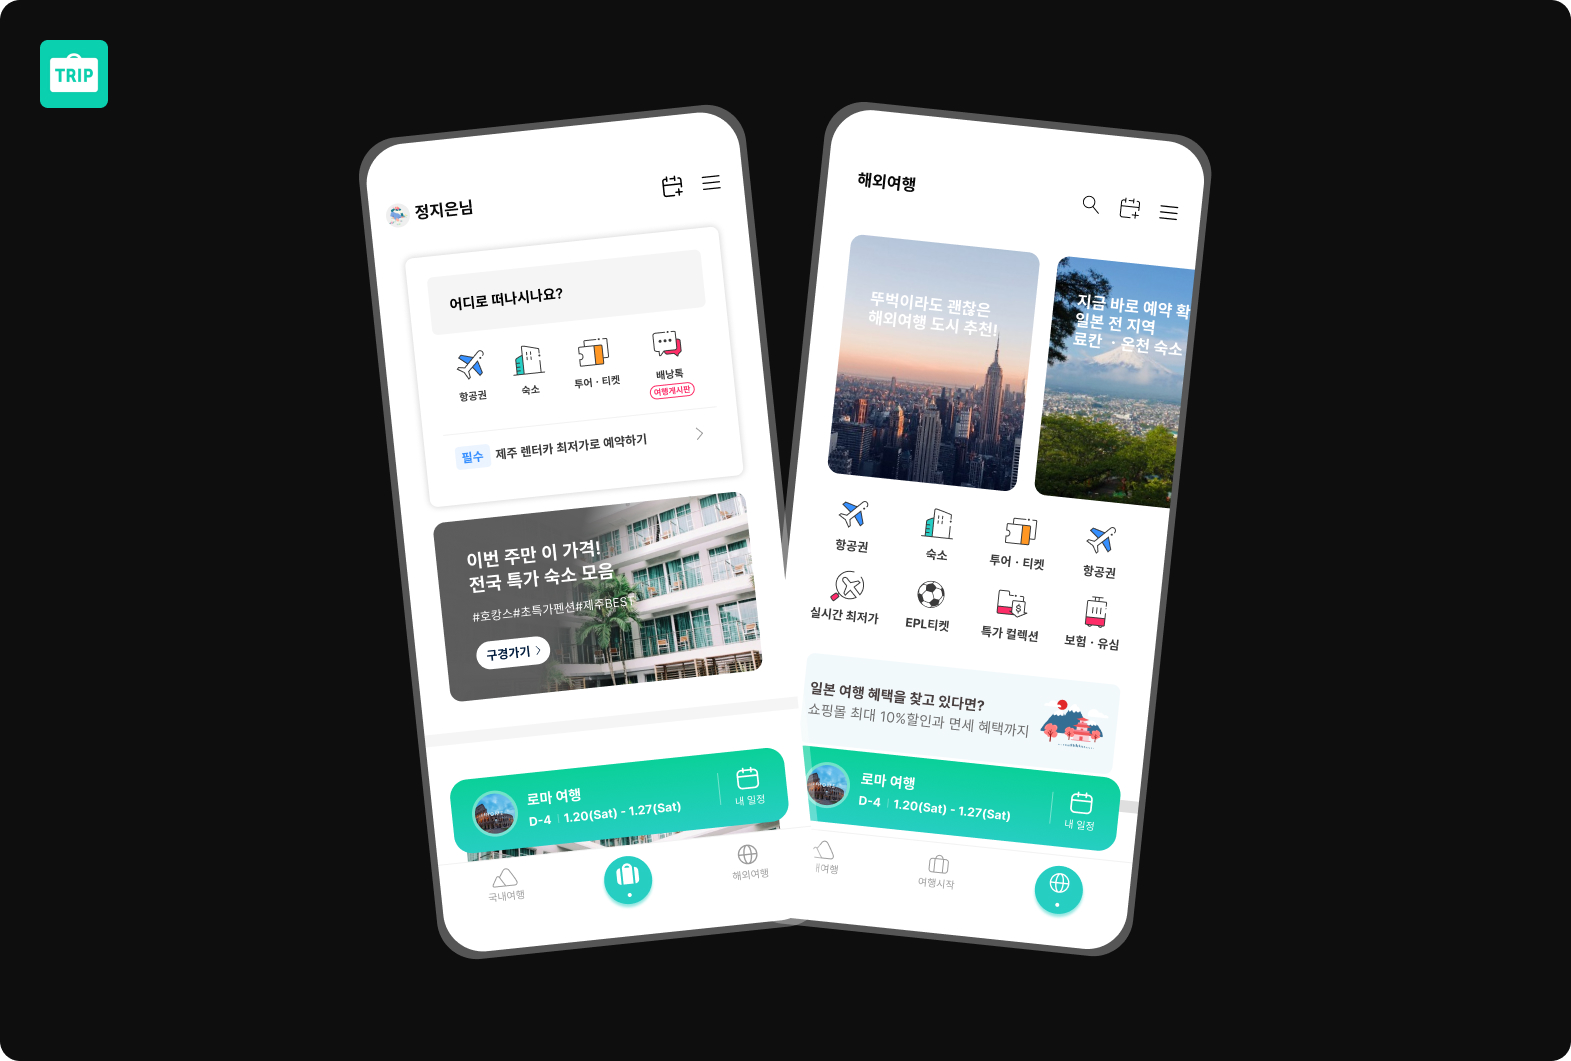 TRIP
정지은님
어디로 떠나시나요?
항공권
숙소
투어 · 티켓
배낭톡
여행게시판
필수 제주 렌터카 최저가로 예약하기
이번 주만 이 가격!
전국 특가 숙소 모음
#호캉스#초특가펜션#제주BEST
구경가기
로마 여행
D-4 | 1.20(Sat) - 1.27(Sat)
내 일정
국내여행
해외여행
해외여행
뚜벅이라도 괜찮은
해외여행 도시 추천!
지금 바로 예약 확
일본 전 지역
료칸 · 온천 숙소
항공권
숙소
투어 · 티켓
항공권
실시간 최저가
EPL티켓
특가 컬렉션
보험 · 유심
일본 여행 혜택을 찾고 있다면?
쇼핑몰 최대 10%할인과 면세 혜택까지
로마 여행
D-4 | 1.20(Sat) - 1.27(Sat)
내 일정
여행
여행시작